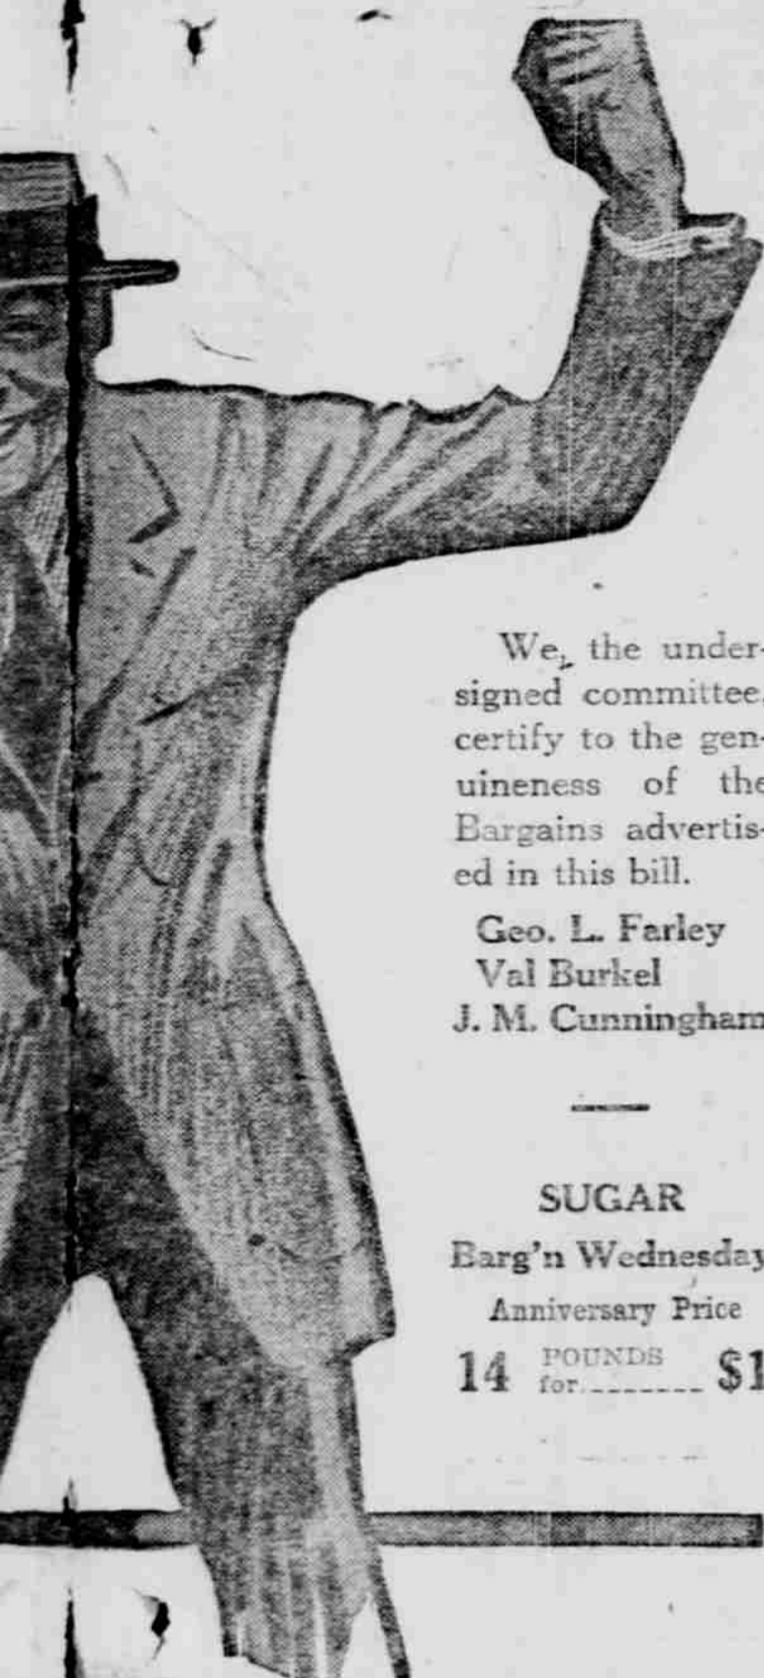 We, the under-
signed committee,
certify to the gen-
uineness of the
Bargains advertis-
ed in this bill.
Geo. L. Farley
Val Burkel
J. M. Cunningham
SUGAR
Barg'n Wednesday
Anniversary Price
14 POUNDS for-------- $1